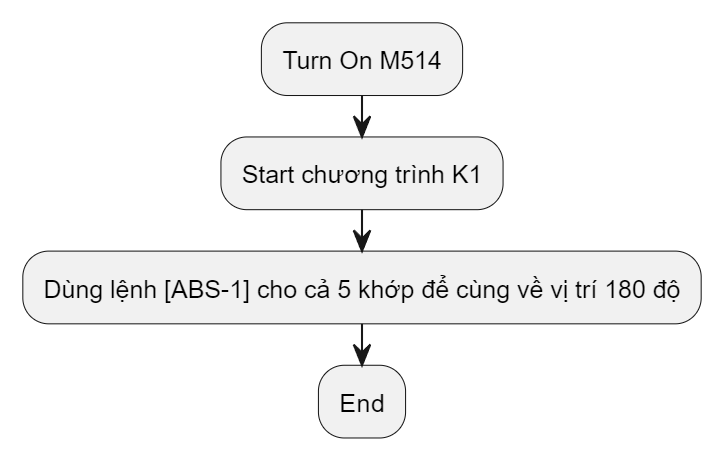 Turn On M514
Start chương trình K1
Dùng lệnh [ABS-1] cho cả 5 khớp để cùng về vị trí 180 độ
End